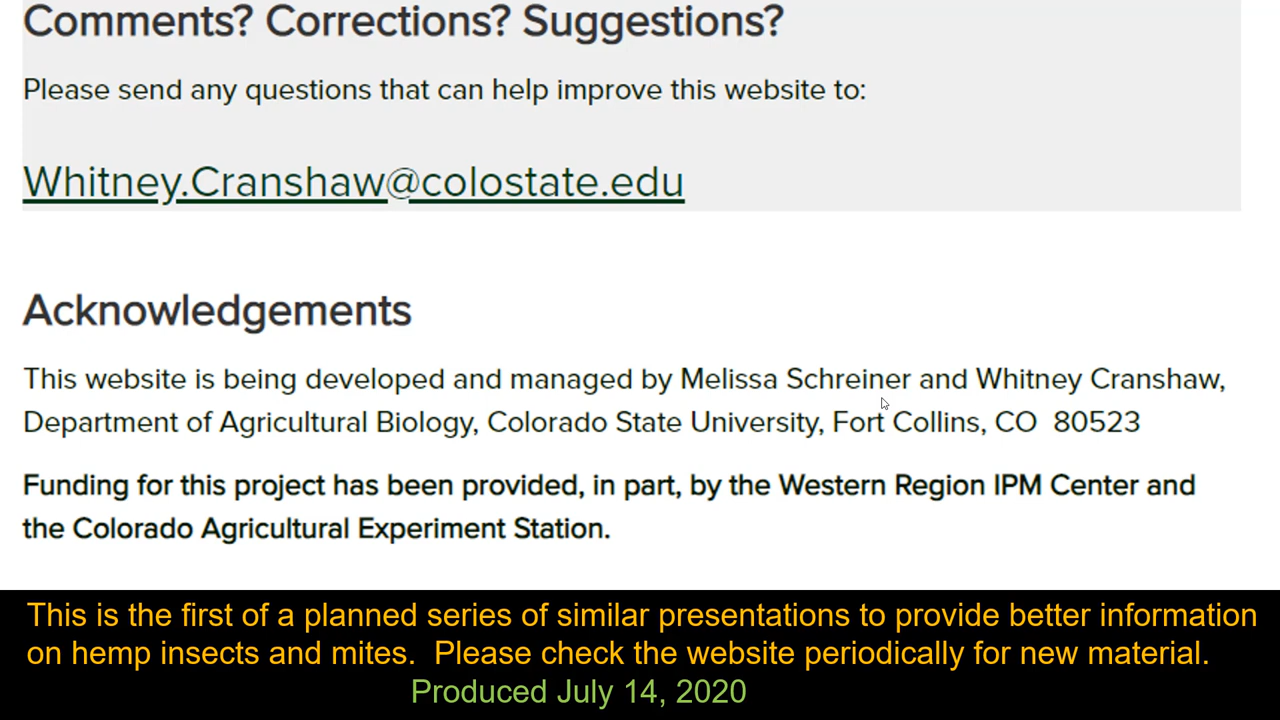 Comments? Corrections? Suggestions?
Please send any questions that can help improve this website to:
Whitney.Cranshaw@colostate.edu
Acknowledgements
This website is being developed and managed by Melissa Schreiner and Whitney Cranshaw,
Department of Agricultural Biology, Colorado State University, Fort Collins, CO  80523
Funding for this project has been provided, in part, by the Western Region IPM Center and
the Colorado Agricultural Experiment Station.
This is the first of a planned series of similar presentations to provide better information
on hemp insects and mites.  Please check the website periodically for new material.
Produced July 14, 2020